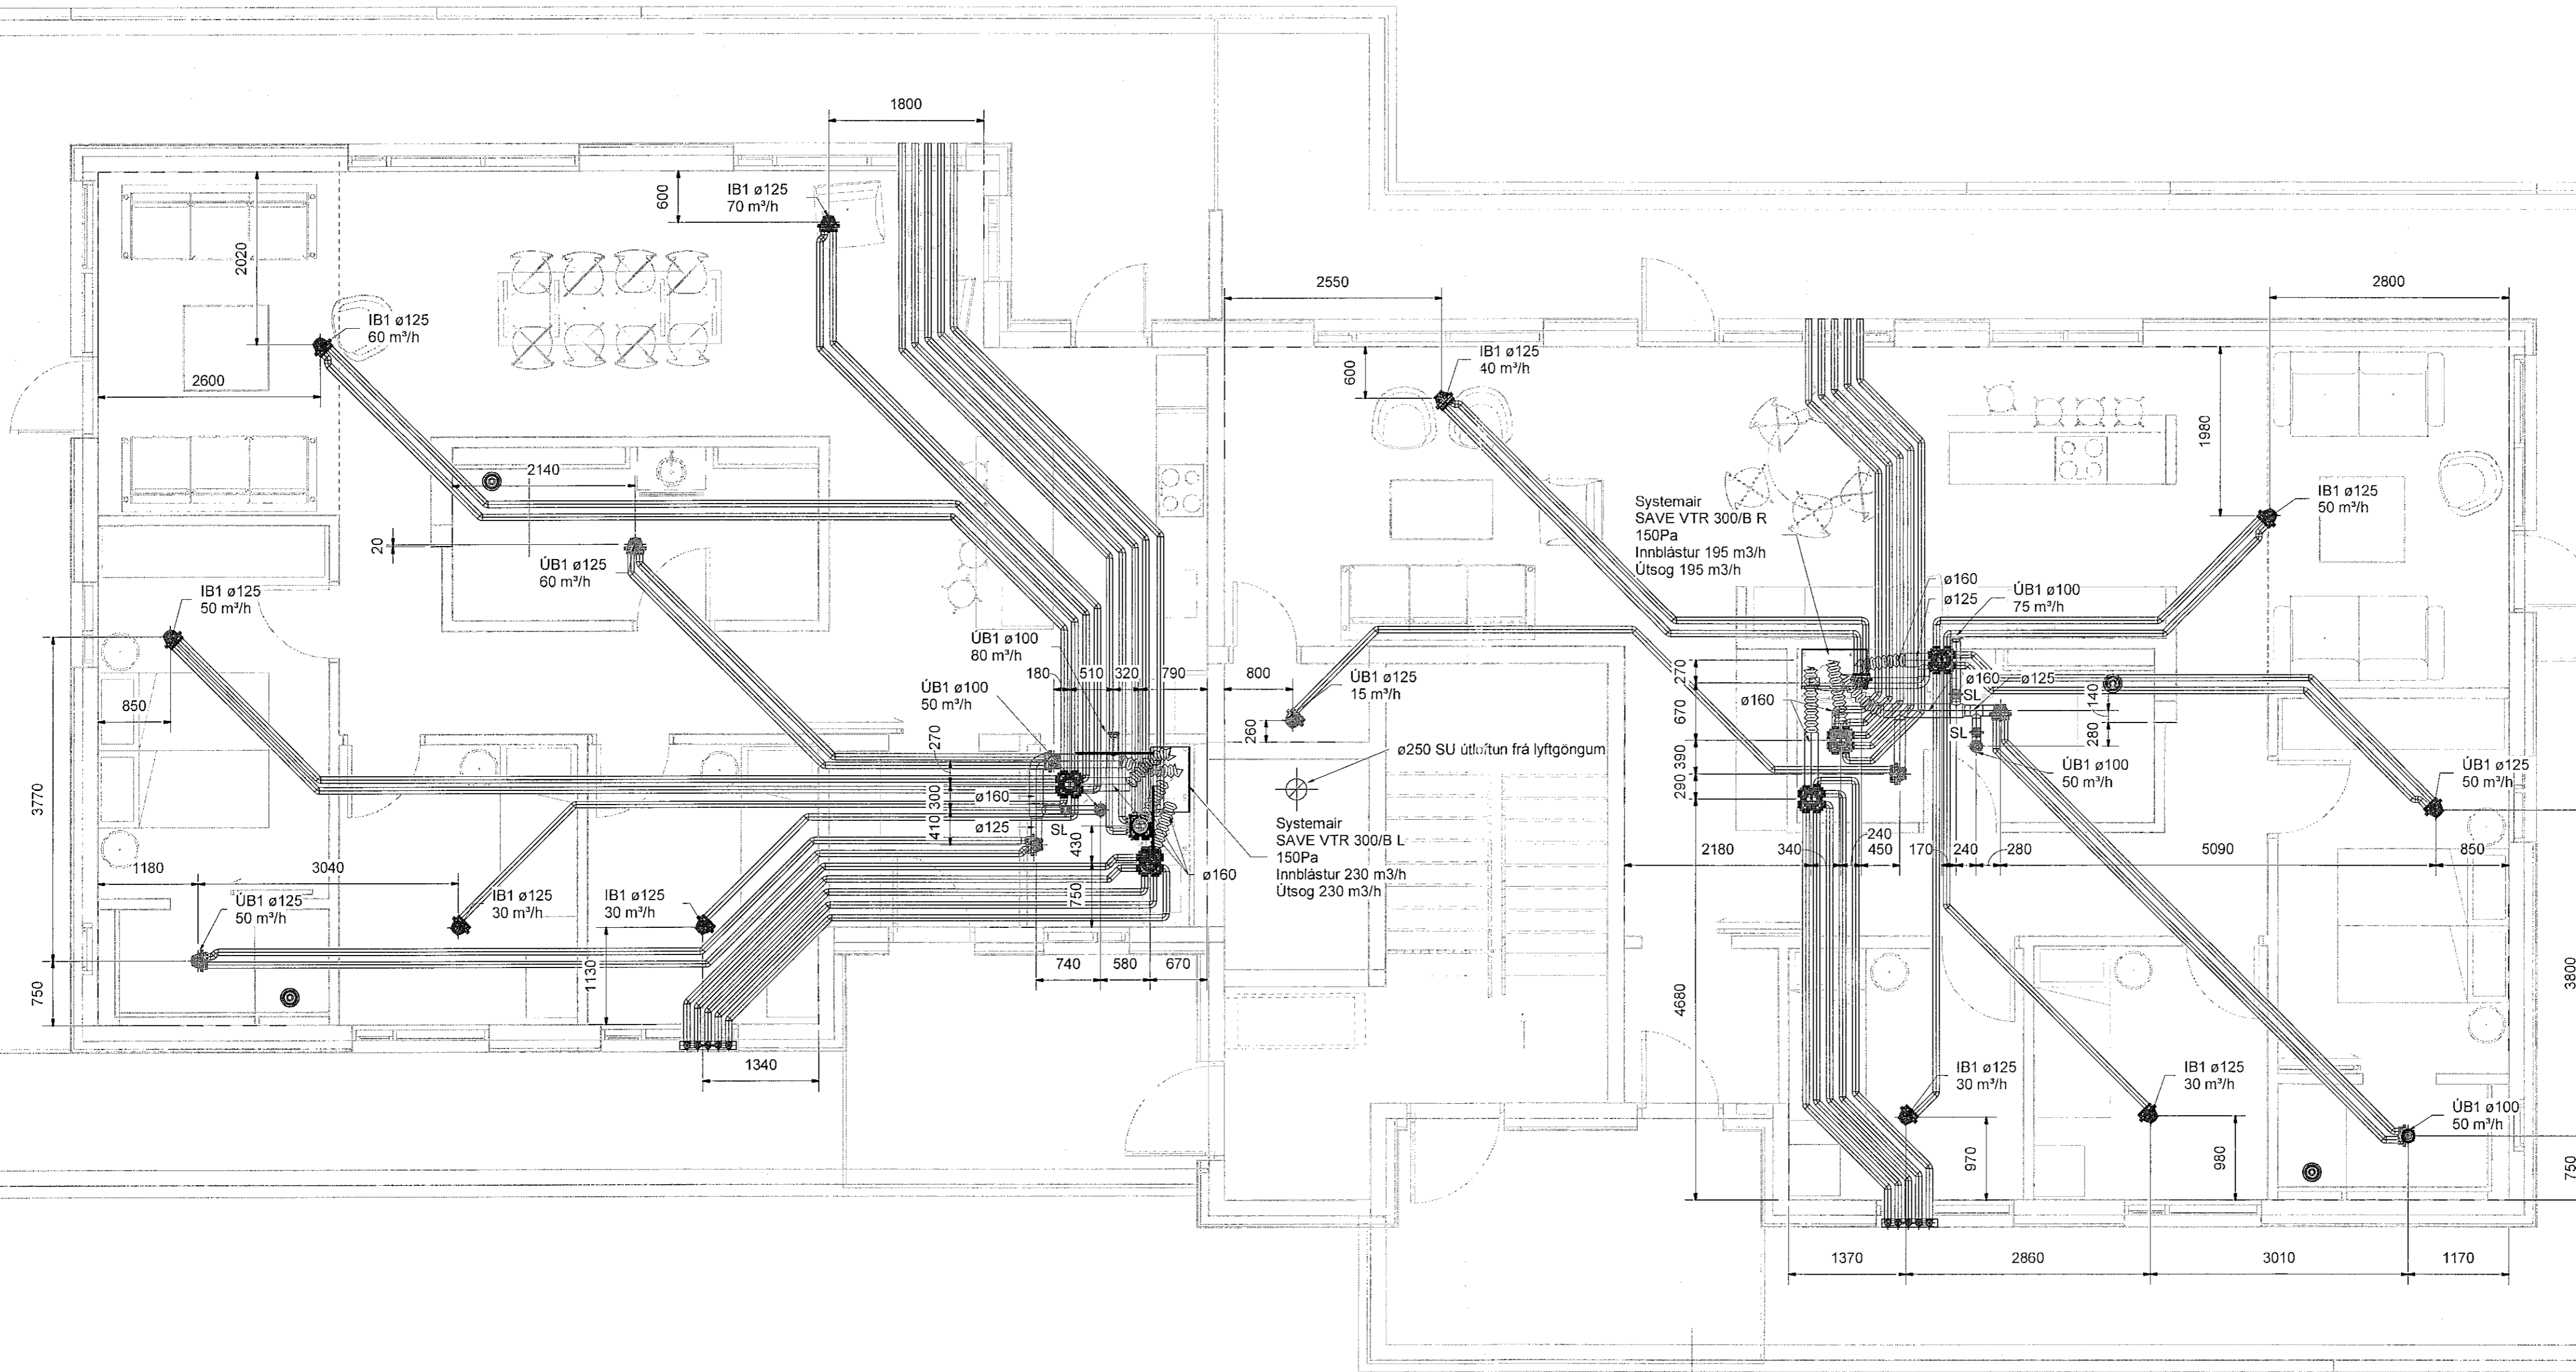 1800
600
IB1 ø125
70 m³/h
2020
IB1 ø125
60 m³/h
2600
2140
20
ÚB1 ø125
60 m³/h
IB1 ø125
50 m³/h
850
3770
ÚB1 ø100
80 m³/h
180
510
320
790
ÚB1 ø100
50 m³/h
270
300
410
ø160
ø125
SL
430
750
1180
3040
ÚB1 ø125
50 m³/h
IB1 ø125
30 m³/h
IB1 ø125
30 m³/h
1130
750
740
580
670
1340
ø160
2550
600
IB1 ø125
40 m³/h
2800
1980
IB1 ø125
50 m³/h
Systemair
SAVE VTR 300/B R
150Pa
Innblástur 195 m3/h
Útsog 195 m3/h
ø160
ø125
ÚB1 ø100
75 m³/h
800
ÚB1 ø125
15 m³/h
260
ø250 SU útloftun frá lyftgöngum
Systemair
SAVE VTR 300/B L
150Pa
Innblástur 230 m3/h
Útsog 230 m3/h
270
670
390
290
ø160
ø160
ø125
SL
SL
140
280
ÚB1 ø100
50 m³/h
ÚB1 ø125
50 m³/h
2180
340
240
450
170
240
280
5090
850
4680
3800
IB1 ø125
30 m³/h
IB1 ø125
30 m³/h
ÚB1 ø100
50 m³/h
970
980
750
1370
2860
3010
1170